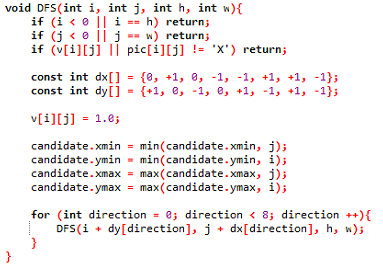 void DFS(int i, int j, int h, int w){
    if (i < 0 || i == h) return;
    if (j < 0 || j == w) return;
    if (v[i][j] || pic[i][j] != 'X') return;

    const int dx[] = {0, +1, 0, -1, -1, +1, +1, -1};
    const int dy[] = {+1, 0, -1, 0, +1, -1, +1, -1};

    v[i][j] = 1.0;

    candidate.xmin = min(candidate.xmin, j);
    candidate.ymin = min(candidate.ymin, i);
    candidate.xmax = max(candidate.xmax, j);
    candidate.ymax = max(candidate.ymax, i);

    for (int direction = 0; direction < 8; direction ++){
        DFS(i + dy[direction], j + dx[direction], h, w);
    }
}